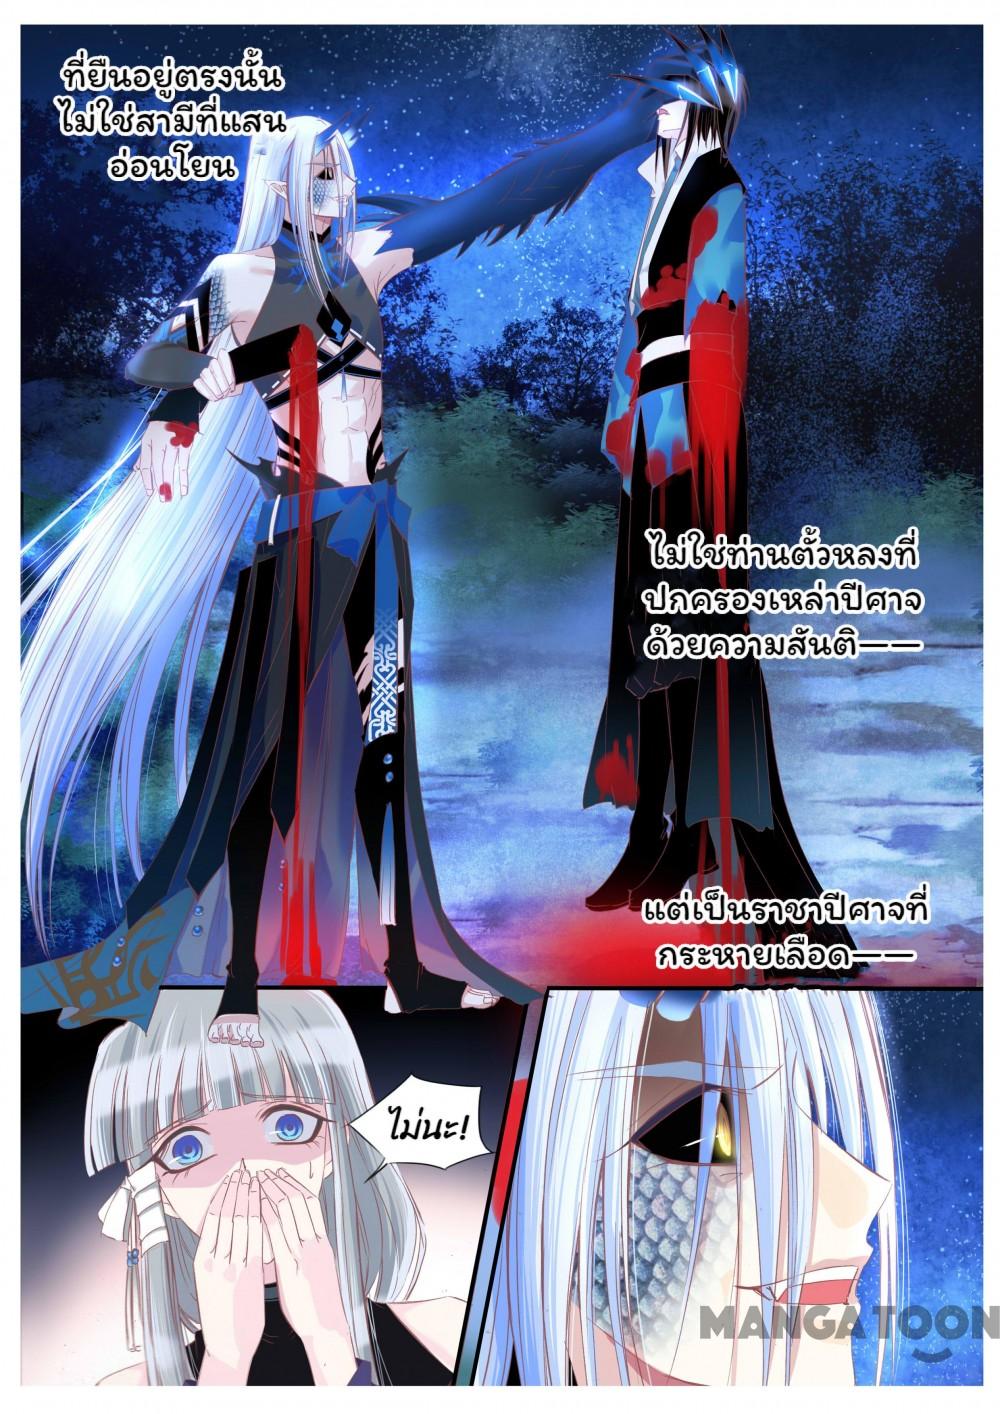 ที่ยืนอยู่ตรงนั้น
ไม่ใช่สามีที่แสน
อ่อนโยน
ไม่ใช่ท่านตั้วหลงที่
ปกครองเหล่าปีศาจ
ด้วยความสันติ——
แต่เป็นราชาปีศาจที่
กระหายเลือด——
ไม่นะ!
MANGATOON